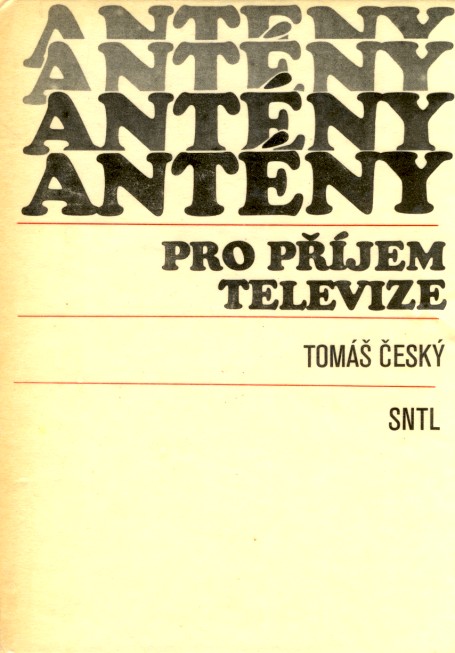 ANTÉNY
ANTÉNY
ANTÉNY
ANTÉNY
PRO PŘÍJEM
TELEVIZE
TOMÁŠ ČESKÝ
SNTL